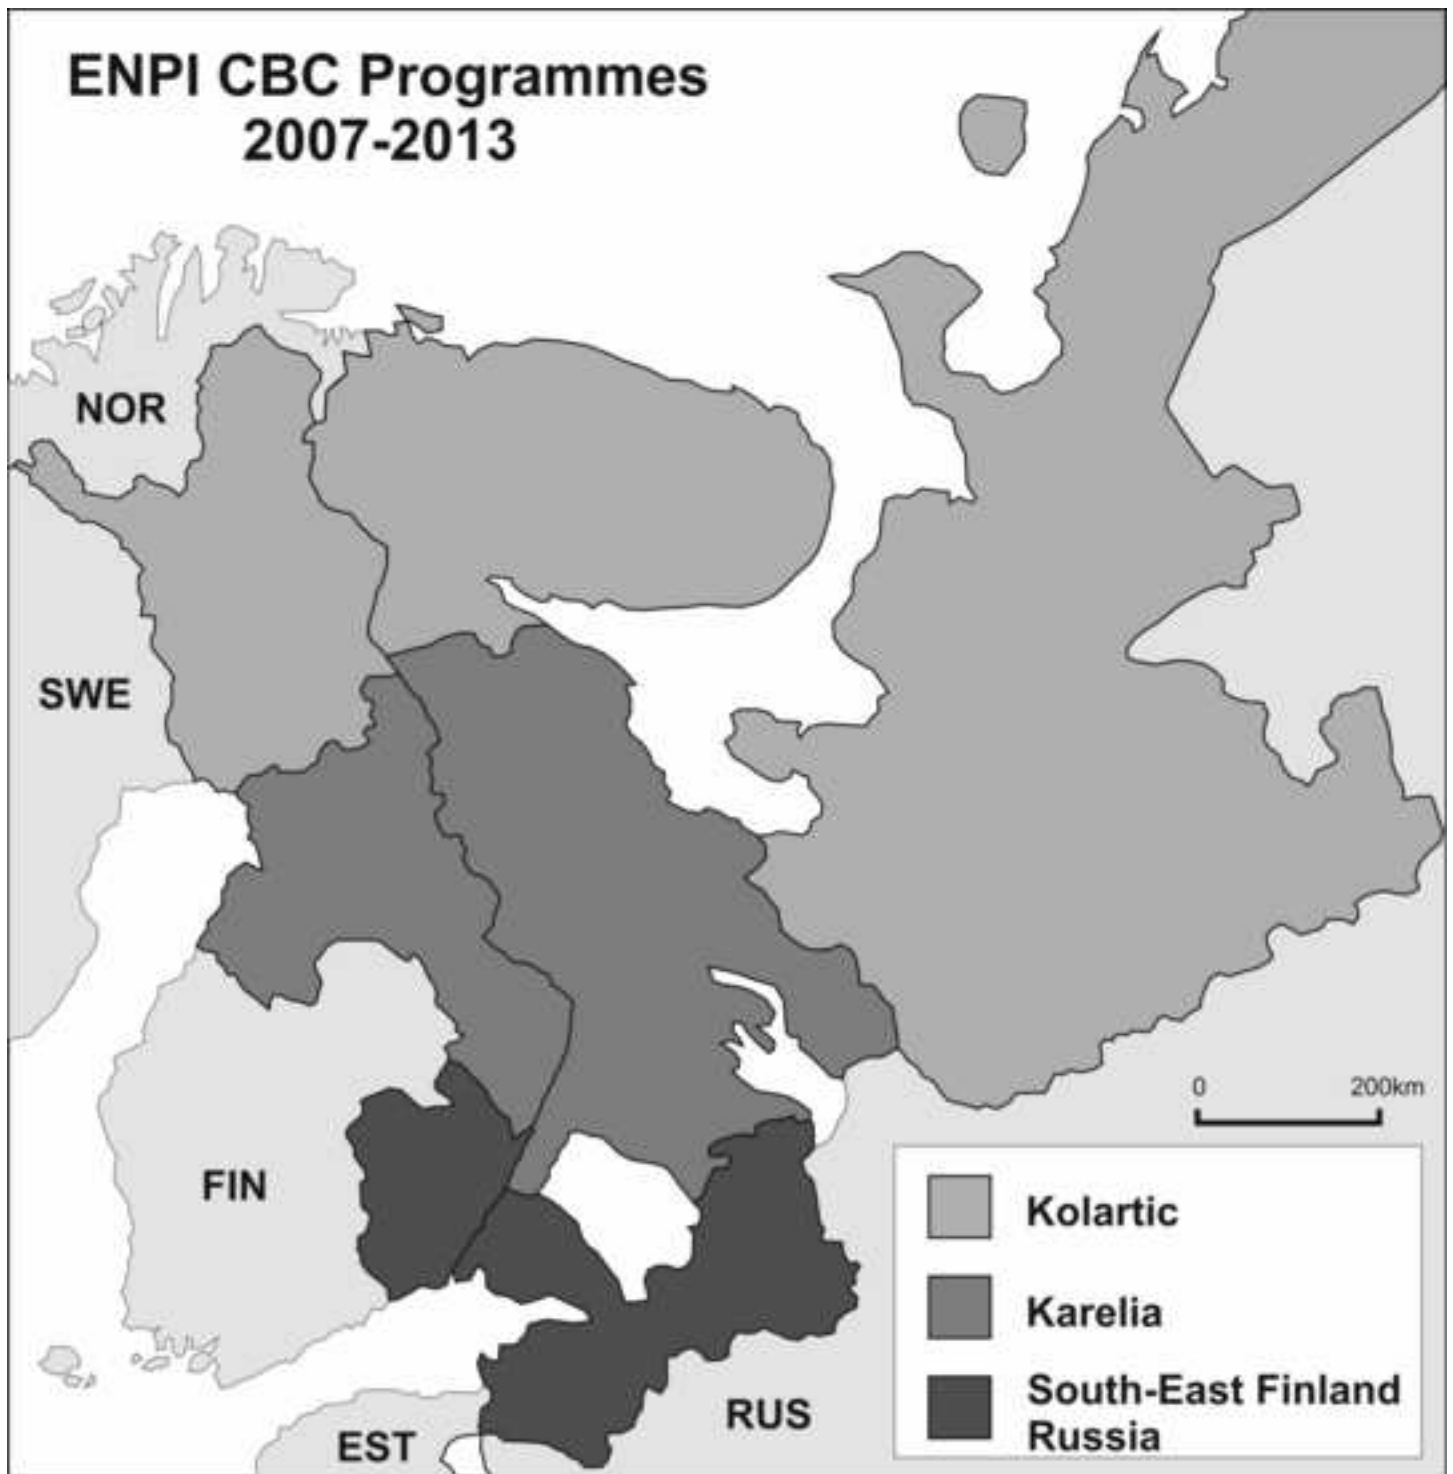 ENPI CBC Programmes
2007-2013
NOR
SWE
FIN
EST
RUS
0 200km
Kolartic
Karelia
South-East Finland
Russia